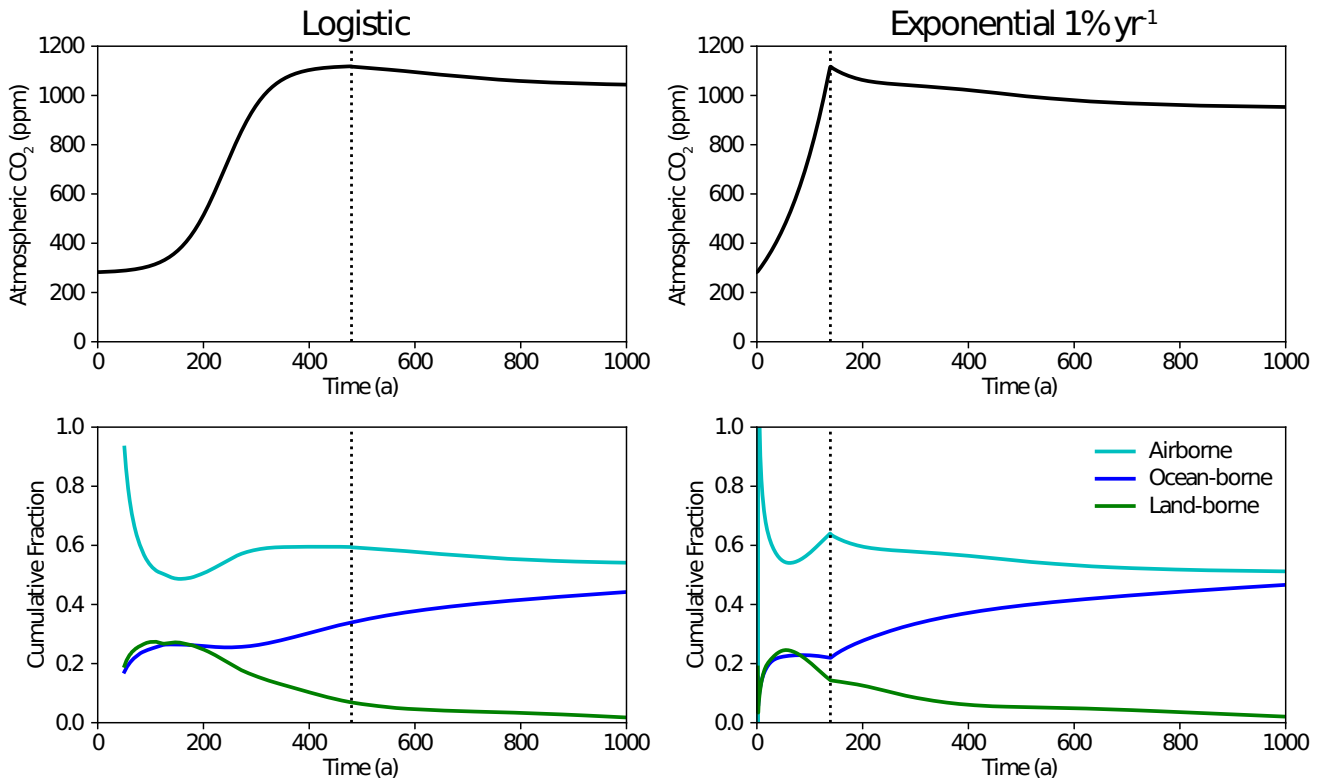 Logistic
1200
1000
800
600
400
200
0
Atmospheric CO₂ (ppm)
0 200 400 600 800 1000
Time (a)
Exponential 1% yr⁻¹
1200
1000
800
600
400
200
0
Atmospheric CO₂ (ppm)
0 200 400 600 800 1000
Time (a)
1.0
0.8
0.6
0.4
0.2
0.0
Cumulative Fraction
0 200 400 600 800 1000
Time (a)
1.0
0.8
0.6
0.4
0.2
0.0
Cumulative Fraction
Airborne
Ocean-borne
Land-borne
0 200 400 600 800 1000
Time (a)